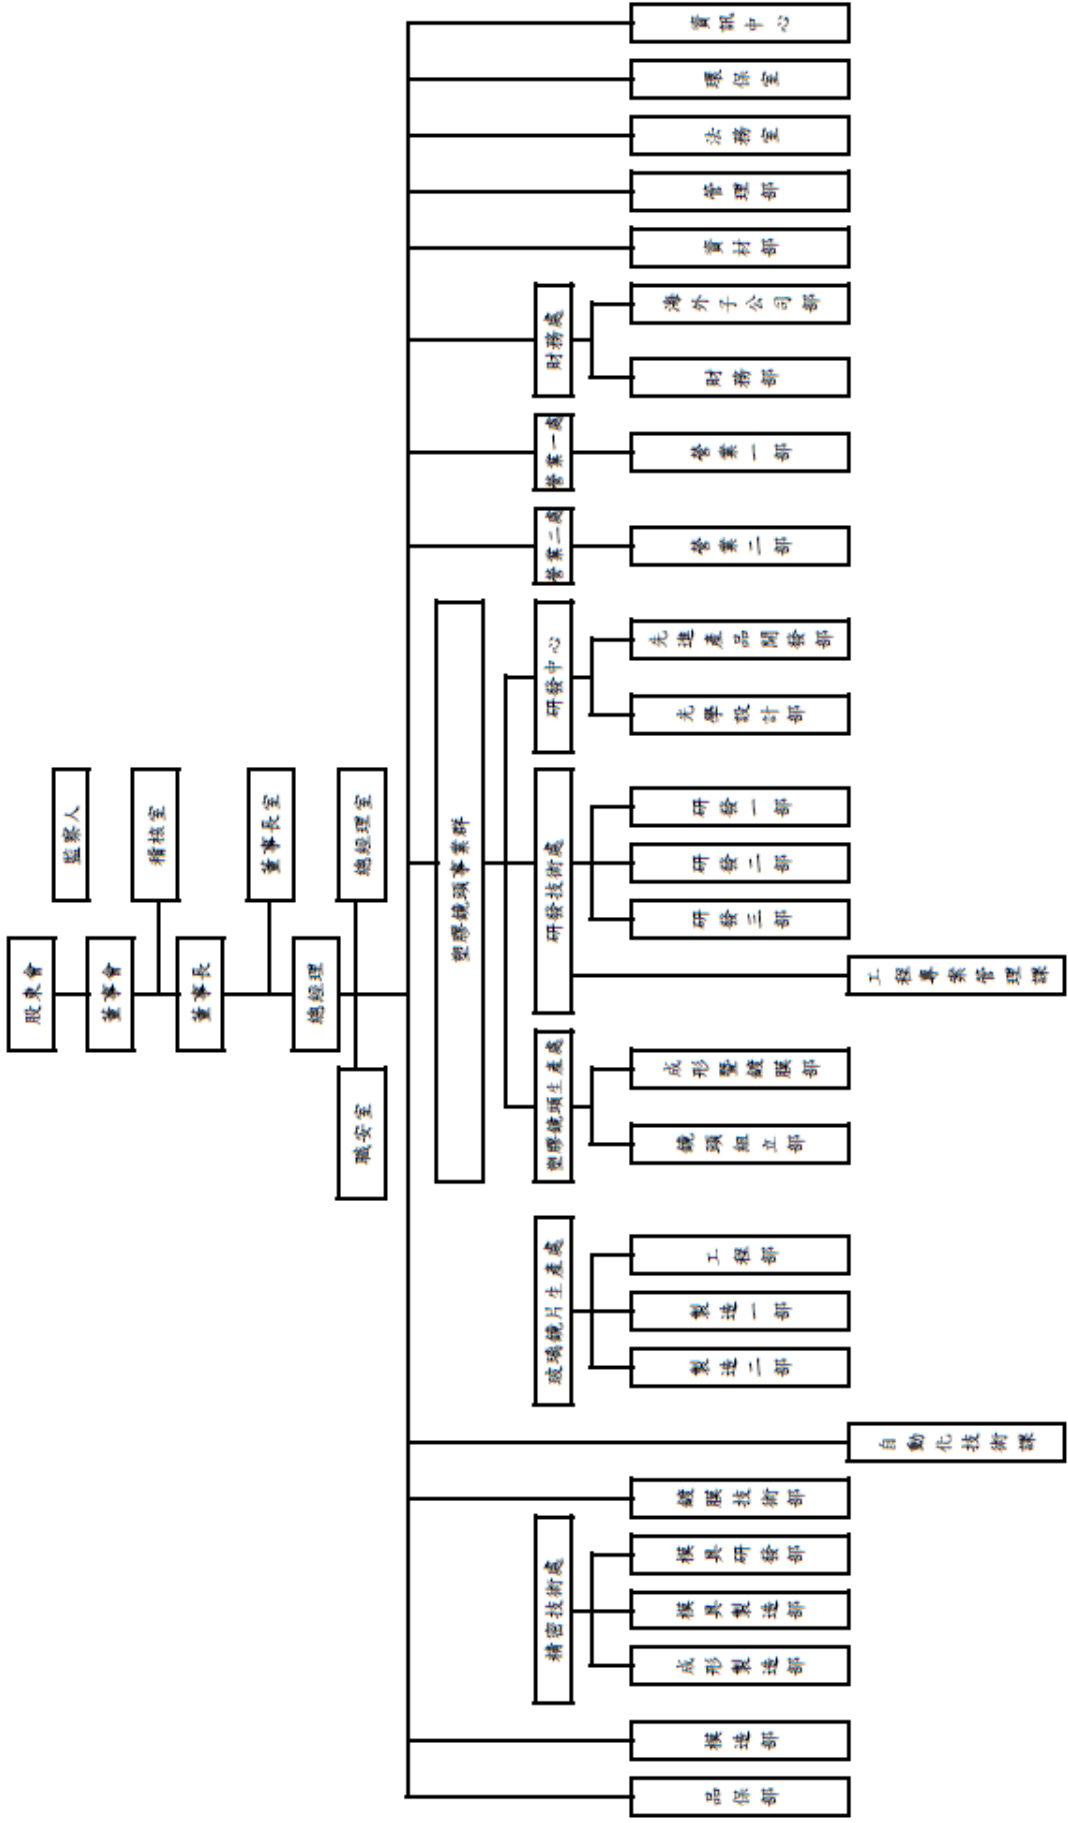 股東會
監察人
董事會
稽核室
董事長
董事長室
總經理
總經理室
職安室
品保部
模造部
精密技術處
成形製造部
模具製造部
模具研發部
鍍膜技術部
自動化技術課
玻璃鏡片生產處
製造二部
製造一部
工程部
塑膠鏡頭事業群
塑膠鏡頭生產處
鏡頭組立部
成形暨鍍膜部
研發技術處
工程專案管理課
研發三部
研發二部
研發一部
研發中心
光學設計部
先進產品開發部
營業二處
營業二部
營業一處
營業一部
財務處
財務部
海外子公司部
資材部
管理部
法務室
環保室
資訊中心